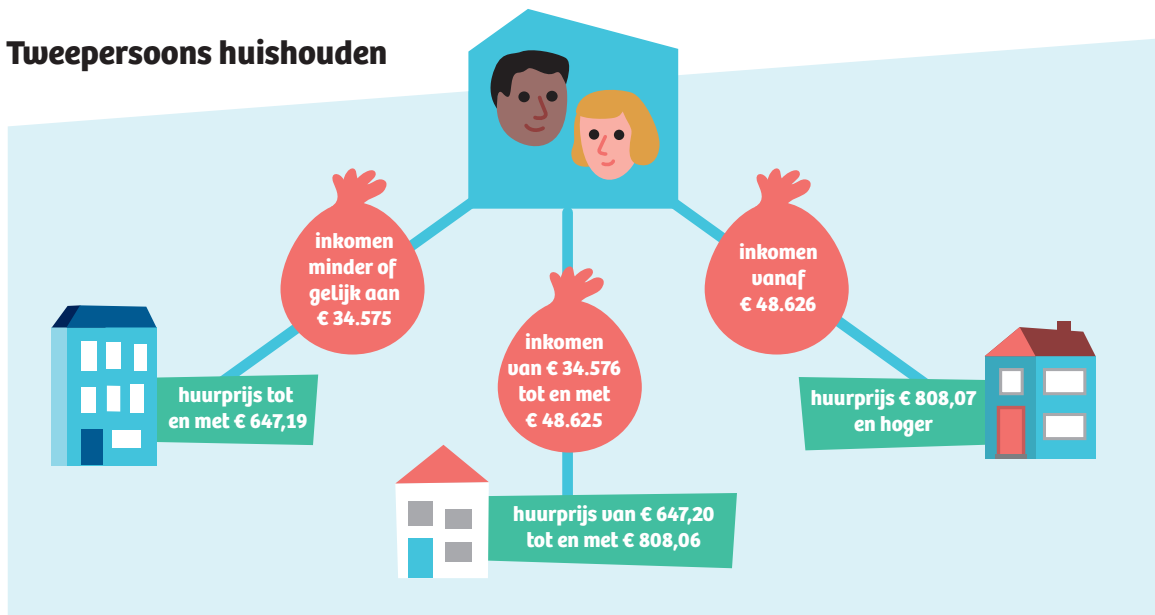 Tweepersoons huishouden
inkomen
minder of
gelijk aan
€ 34.575
huurprijs tot
en met € 647,19
inkomen
van € 34.576
tot en met
€ 48.625
huurprijs van € 647,20
tot en met € 808,06
inkomen
vanaf
€ 48.626
huurprijs € 808,07
en hoger